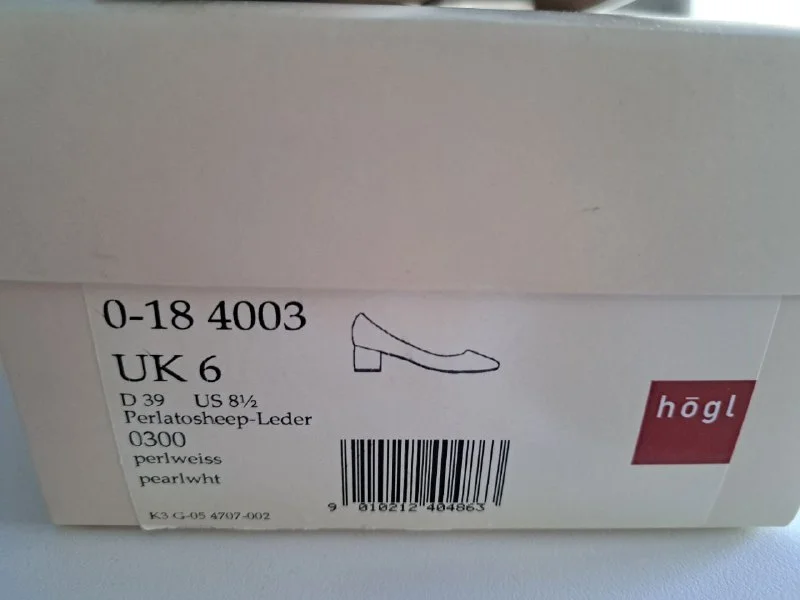 0-18 4003
UK 6
D 39 US 8½
Perlatosheep-Leder
0300
perlweiss
pearlwht
K3 G-05 4707-002
9 010212 404863
hōgl